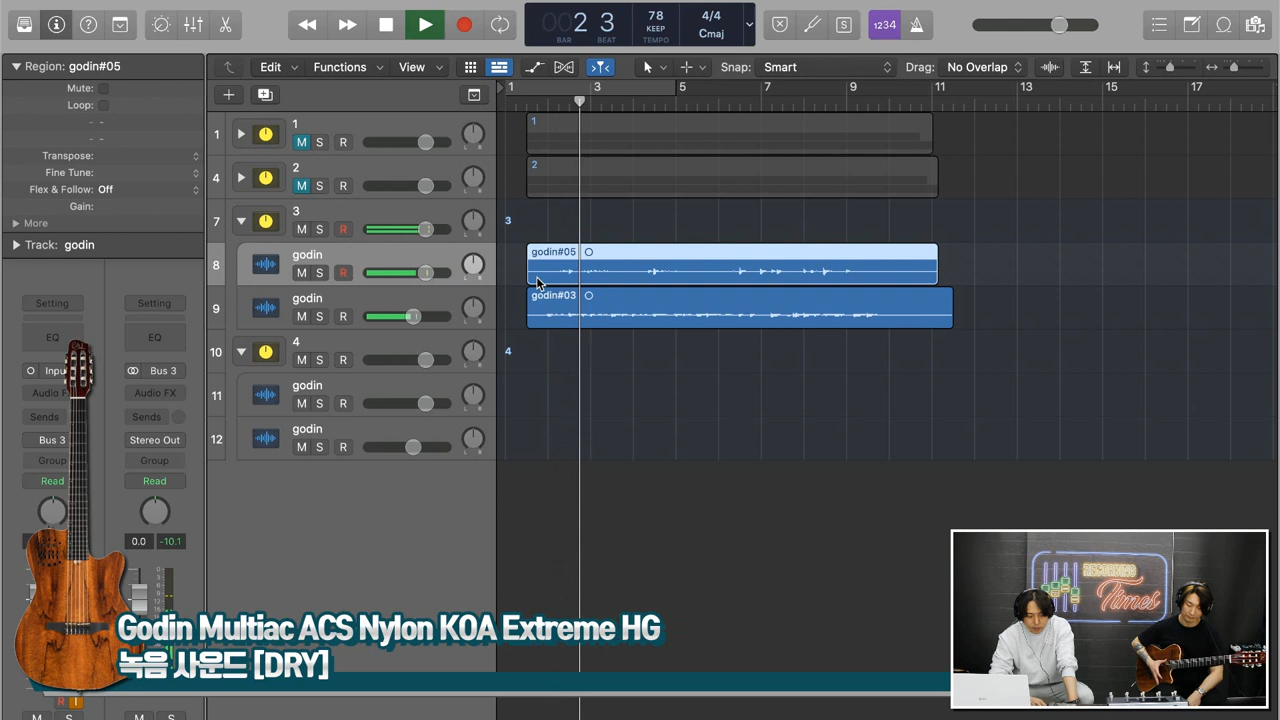 2 3
BAR BEAT
78
TEMPO
4/4
Cmaj
S
1234
Region: godin#05
Edit
Functions
View
Snap: Smart
Drag: No Overlap
1 3 5 7 9 11 13 15 17
Mute:
Loop:
Transpose:
Fine Tune:
Flex & Follow: Off
Gain:
More
Track: godin
1 1
M S R
1
4 2
M S R
2
7 3
M S R
3
8 godin
M S R
godin#05
9 godin
M S R
godin#03
10 4
M S R
4
11 godin
M S R
12 godin
M S R
Setting Setting
EQ EQ
Bus 3
Audio FX
Sends Sends
Bus 3 Stereo Out
Group Group
Read Read
0.0 -10.1
Godin Multiac ACS Nylon KOA Extreme HG
녹음 사운드 [DRY]
R I
M S M S
RECORDING
Times